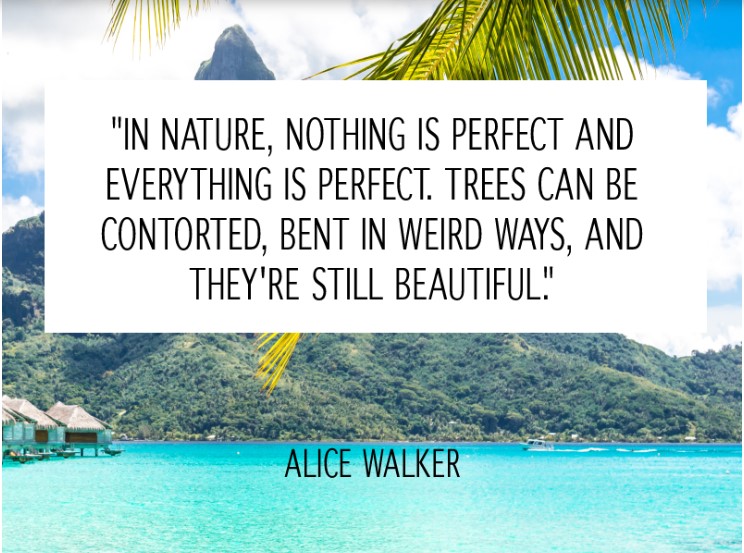 "IN NATURE, NOTHING IS PERFECT AND
EVERYTHING IS PERFECT. TREES CAN BE
CONTORTED, BENT IN WEIRD WAYS, AND
THEY'RE STILL BEAUTIFUL."
ALICE WALKER